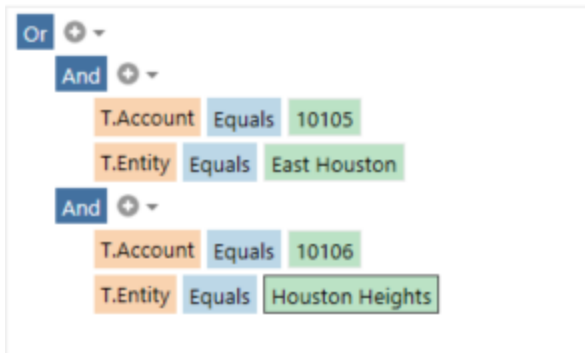 Or
And
T.Account Equals 10105
T.Entity Equals East Houston
And
T.Account Equals 10106
T.Entity Equals Houston Heights